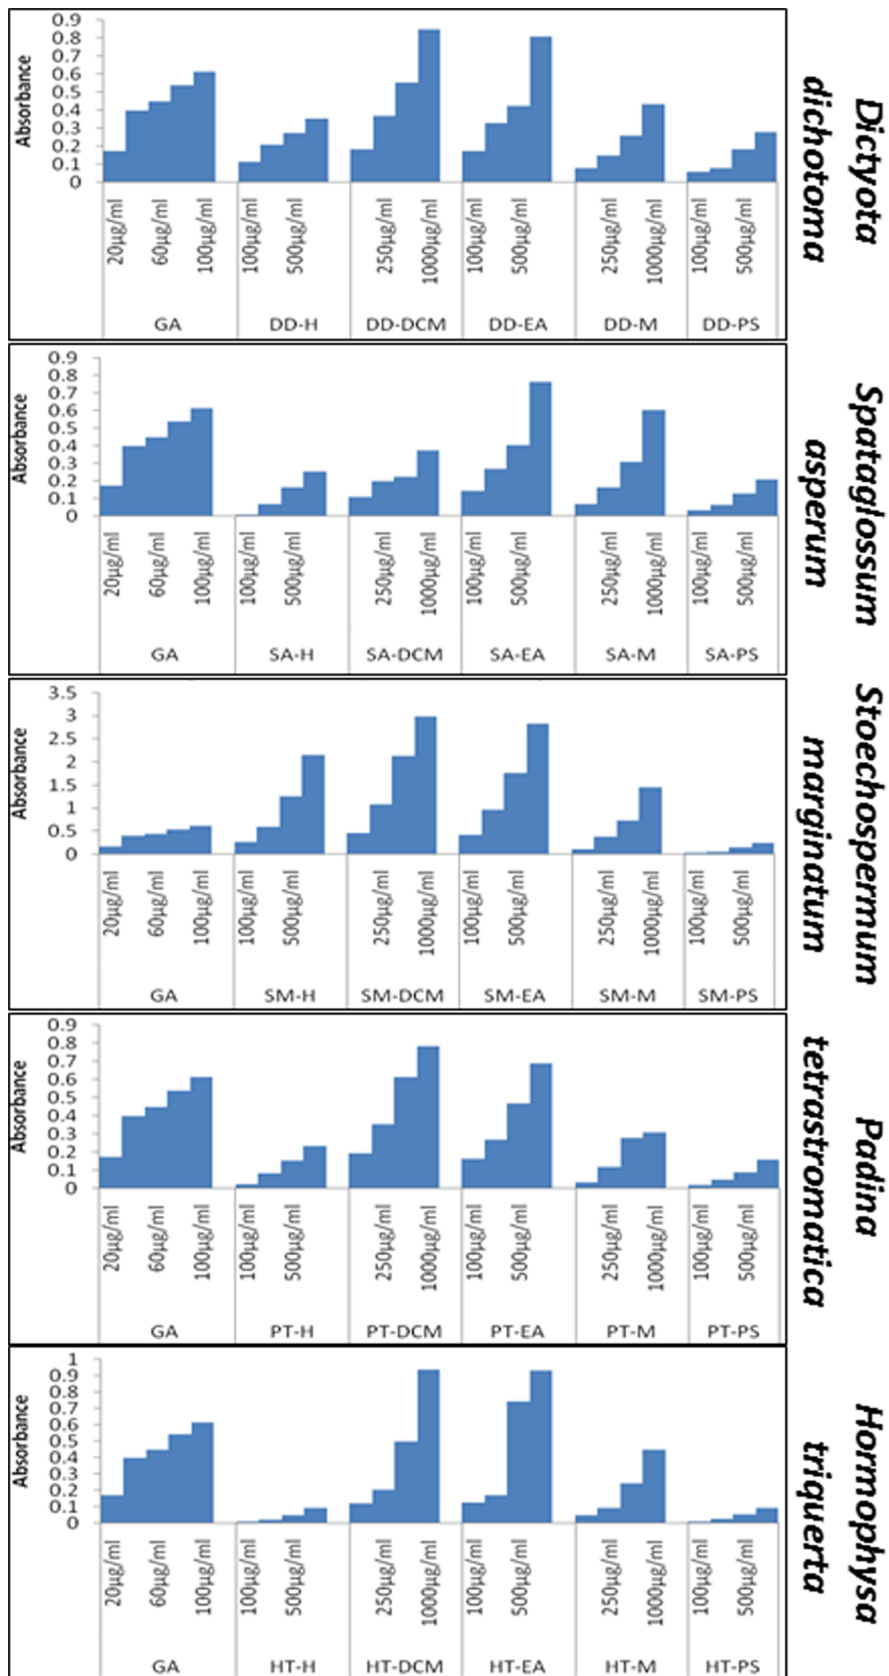 0.9
0.8
0.7
0.6
0.5
0.4
0.3
0.2
0.1
0
Absorbance
20µg/ml 60µg/ml 100µg/ml 100µg/ml 500µg/ml 250µg/ml 1000µg/ml 100µg/ml 500µg/ml 250µg/ml 1000µg/ml 100µg/ml 500µg/ml
GA DD-H DD-DCM DD-EA DD-M DD-PS
Dictyota
dichotoma
0.9
0.8
0.7
0.6
0.5
0.4
0.3
0.2
0.1
0
Absorbance
20µg/ml 60µg/ml 100µg/ml 100µg/ml 500µg/ml 250µg/ml 1000µg/ml 100µg/ml 500µg/ml 250µg/ml 1000µg/ml 100µg/ml 500µg/ml
GA SA-H SA-DCM SA-EA SA-M SA-PS
Spataglossum
asperum
3.5
3
2.5
2
1.5
1
0.5
0
Absorbance
20µg/ml 60µg/ml 100µg/ml 100µg/ml 500µg/ml 250µg/ml 1000µg/ml 100µg/ml 500µg/ml 250µg/ml 1000µg/ml 100µg/ml 500µg/ml
GA SM-H SM-DCM SM-EA SM-M SM-PS
Stoechospermum
marginatum
0.9
0.8
0.7
0.6
0.5
0.4
0.3
0.2
0.1
0
Absorbance
20µg/ml 60µg/ml 100µg/ml 100µg/ml 500µg/ml 250µg/ml 1000µg/ml 100µg/ml 500µg/ml 250µg/ml 1000µg/ml 100µg/ml 500µg/ml
GA PT-H PT-DCM PT-EA PT-M PT-PS
Padina
tetrastromatica
1
0.9
0.8
0.7
0.6
0.5
0.4
0.3
0.2
0.1
0
Absorbance
20µg/ml 60µg/ml 100µg/ml 100µg/ml 500µg/ml 250µg/ml 1000µg/ml 100µg/ml 500µg/ml 250µg/ml 1000µg/ml 100µg/ml 500µg/ml
GA HT-H HT-DCM HT-EA HT-M HT-PS
Hormophysa
triquerta